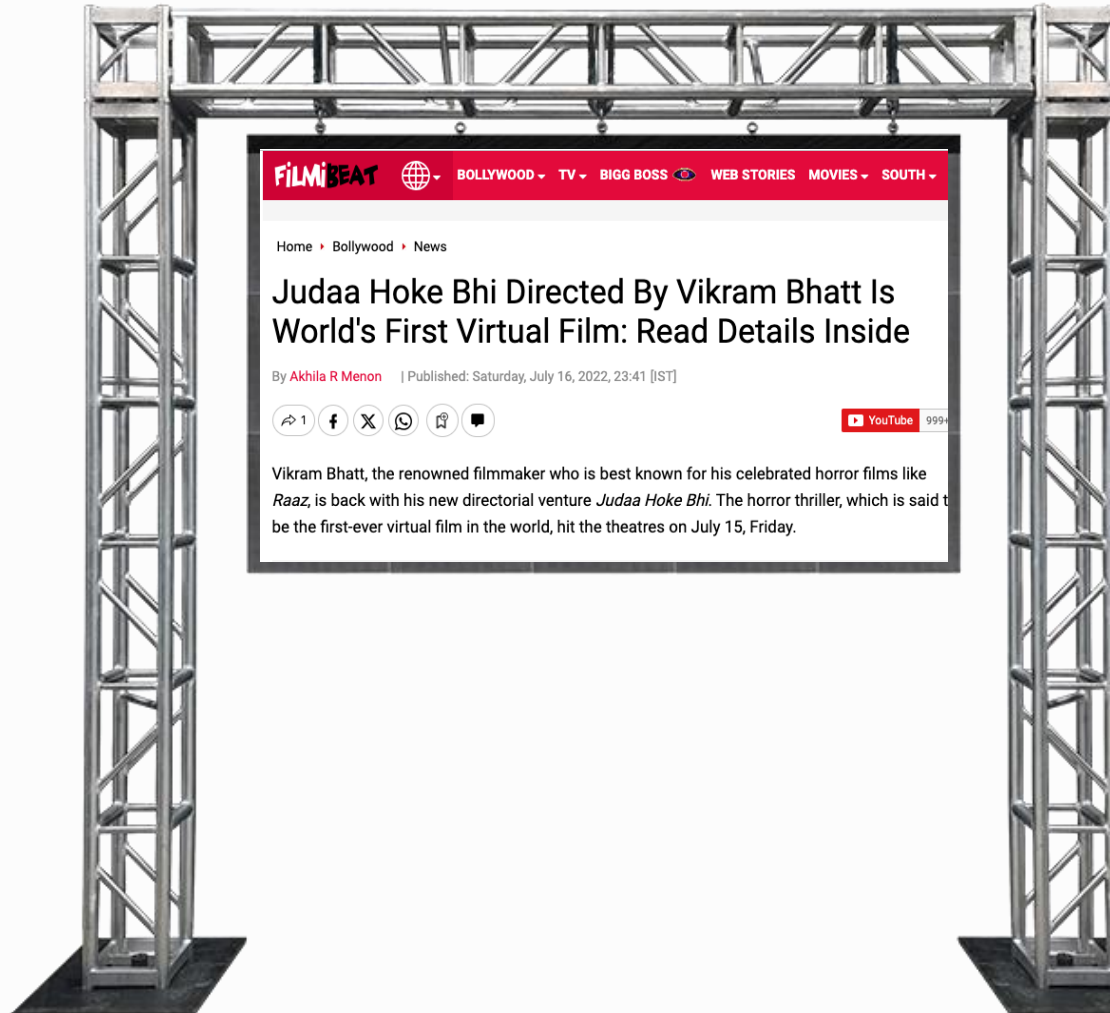 FiLMiBEAT BOLLYWOOD TV BIGG BOSS WEB STORIES MOVIES SOUTH
Home Bollywood News
Judaa Hoke Bhi Directed By Vikram Bhatt Is
World's First Virtual Film: Read Details Inside
By Akhila R Menon | Published: Saturday, July 16, 2022, 23:41 [IST]
1 YouTube 999+
Vikram Bhatt, the renowned filmmaker who is best known for his celebrated horror films like
Raaz, is back with his new directorial venture Judaa Hoke Bhi. The horror thriller, which is said t
be the first-ever virtual film in the world, hit the theatres on July 15, Friday.